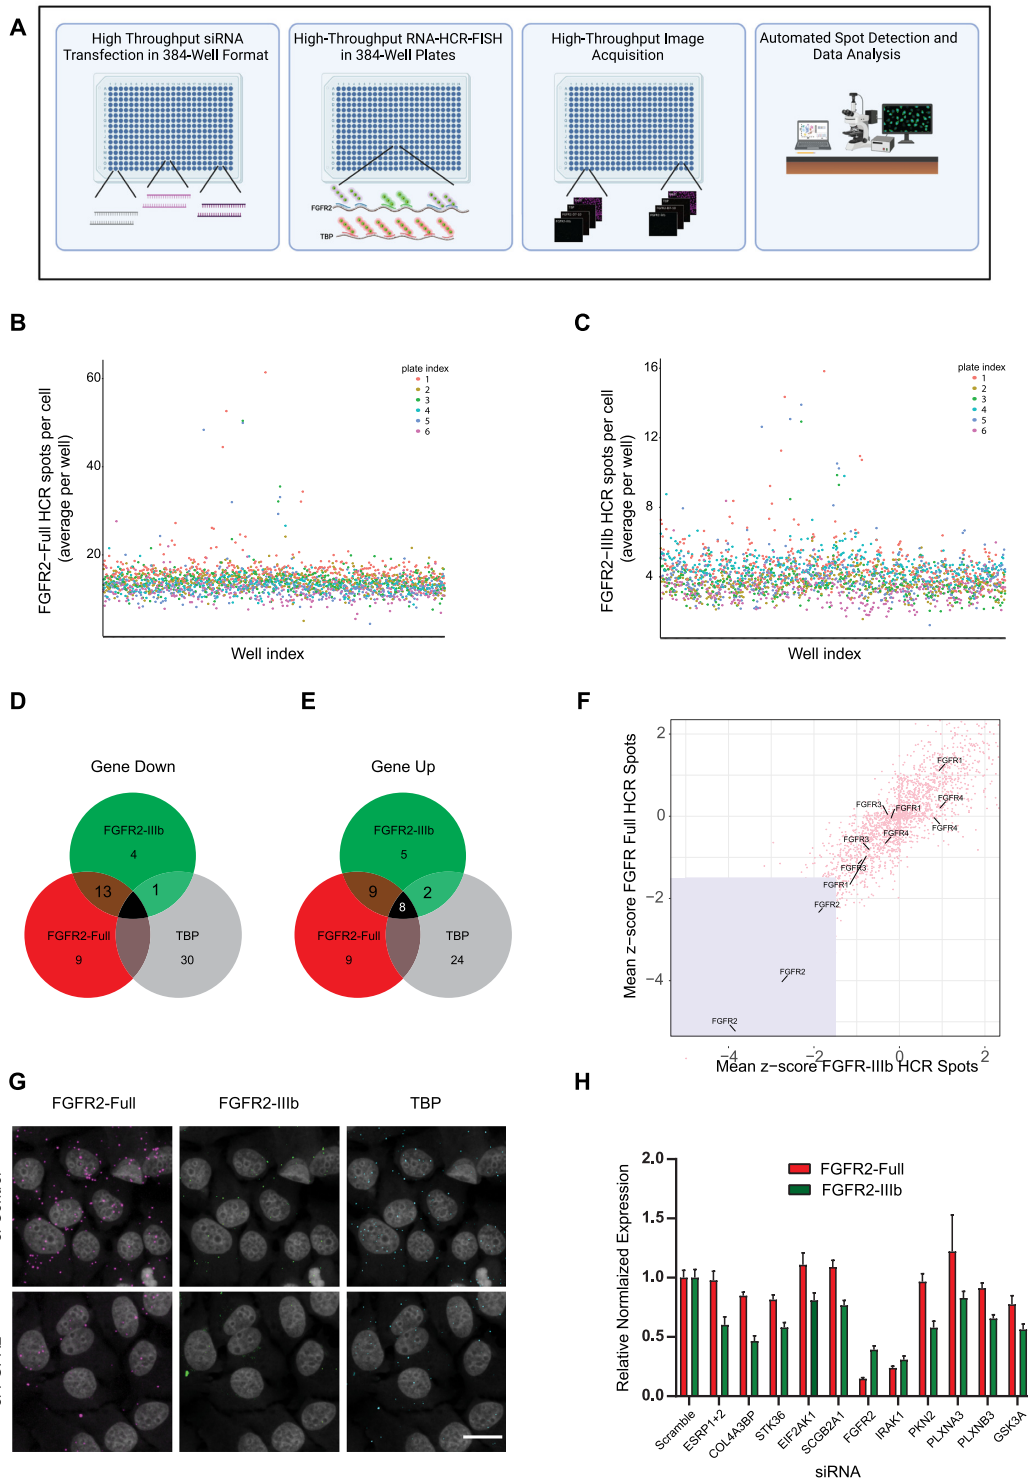 A
High Throughput siRNA
Transfection in 384-Well Format
High-Throughput RNA-HCR-FISH
in 384-Well Plates
FGFR2
TBP
High-Throughput Image
Acquisition
Automated Spot Detection and
Data Analysis
B
FGFR2−Full HCR spots per cell
(average per well)
60
40
20
plate index
1
2
3
4
5
6
Well index
C
FGFR2−IIIb HCR spots per cell
(average per well)
16
12
8
4
plate index
1
2
3
4
5
6
Well index
D
Gene Down
FGFR2-IIIb
4
13
1
FGFR2-Full
9
TBP
30
E
Gene Up
FGFR2-IIIb
5
9
2
8
FGFR2-Full
9
TBP
24
F
Mean z−score FGFR Full HCR Spots
2
0
−2
−4
FGFR1
FGFR3
FGFR1
FGFR4
FGFR4
FGFR3
FGFR4
FGFR3
FGFR1
FGFR2
FGFR2
FGFR2
−4
−2
0
2
Mean z−score FGFR-IIIb HCR Spots
G
FGFR2-Full
FGFR2-IIIb
TBP
H
Relative Normlaized Expression
2.0
1.5
1.0
0.5
0.0
FGFR2-Full
FGFR2-IIIb
Scramble
ESRP1+2
COL4A3BP
STK36
EIF2AK1
SCGB2A1
FGFR2
IRAK1
PKN2
PLXNA3
PLXNB3
GSK3A
siRNA